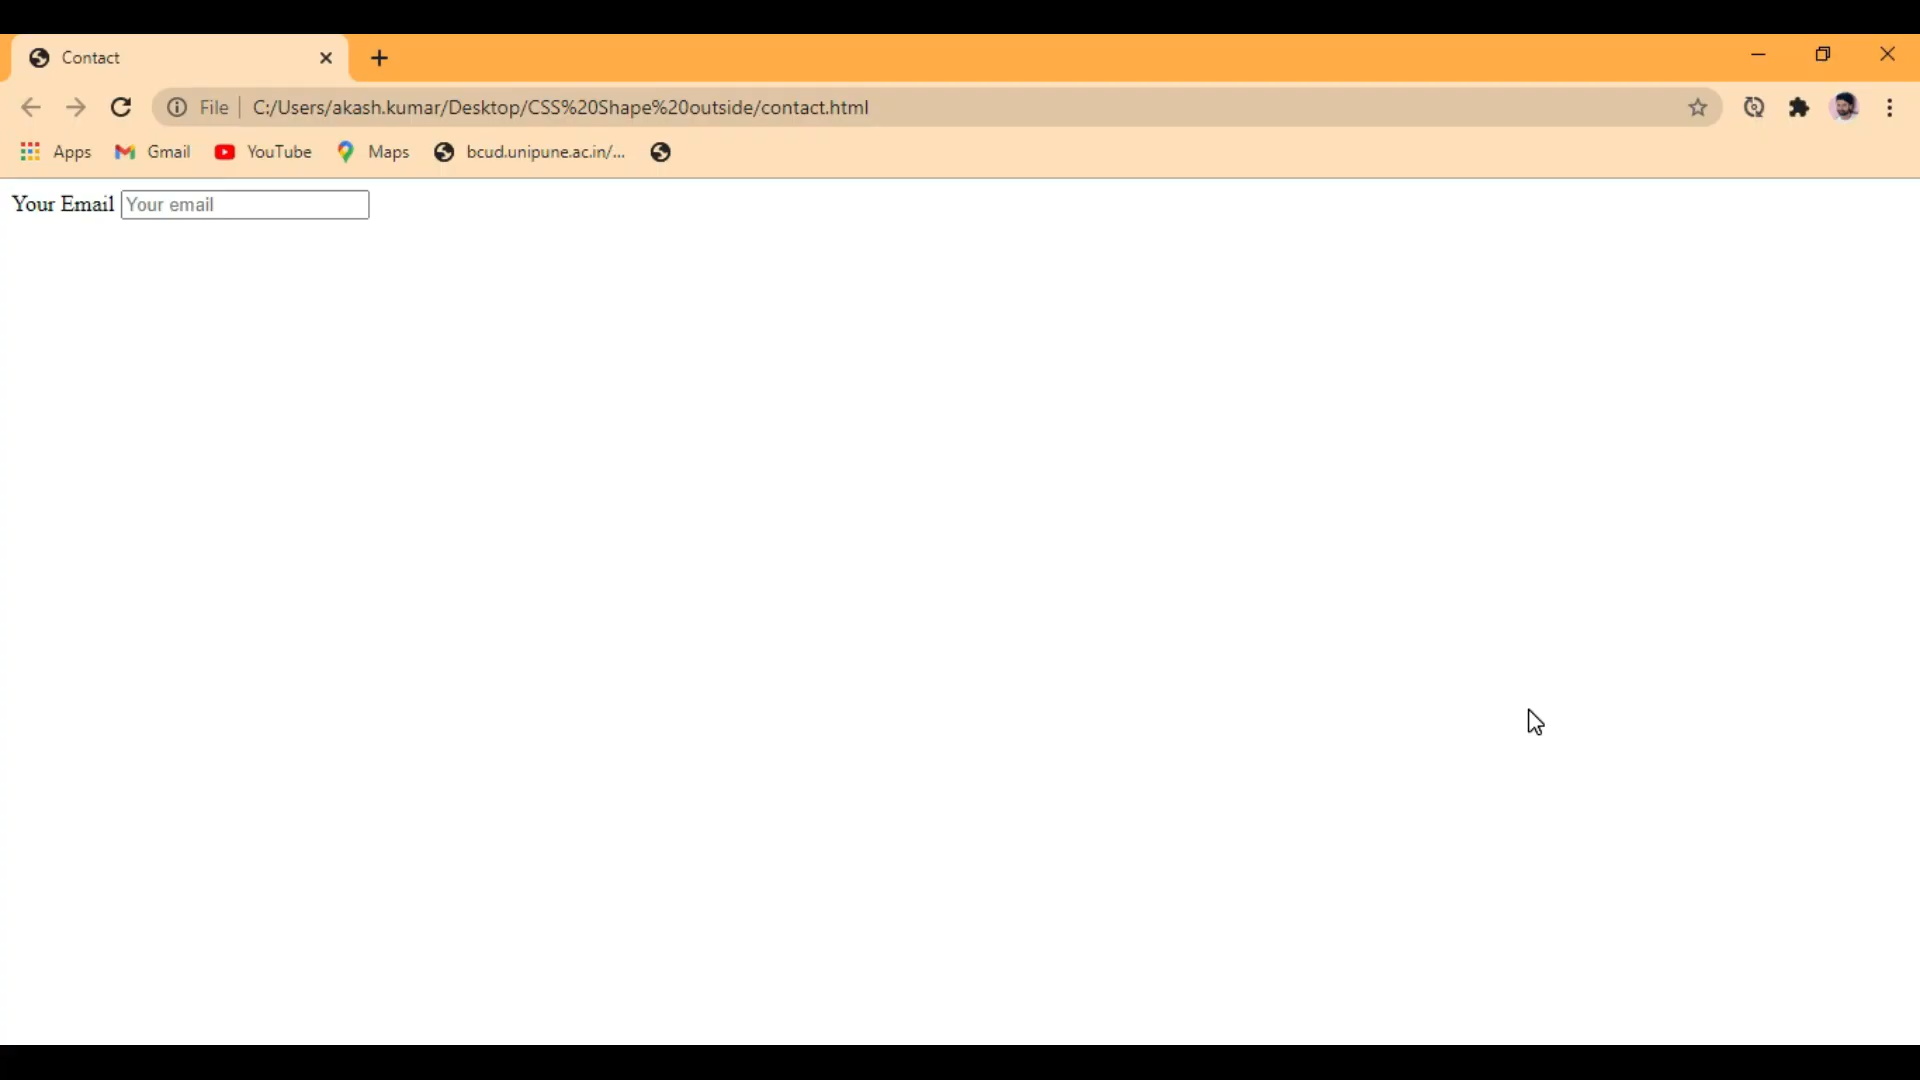 Contact
File C:/Users/akash.kumar/Desktop/CSS%20Shape%20outside/contact.html
Apps Gmail YouTube Maps bcud.unipune.ac.in/...
Your Email Your email